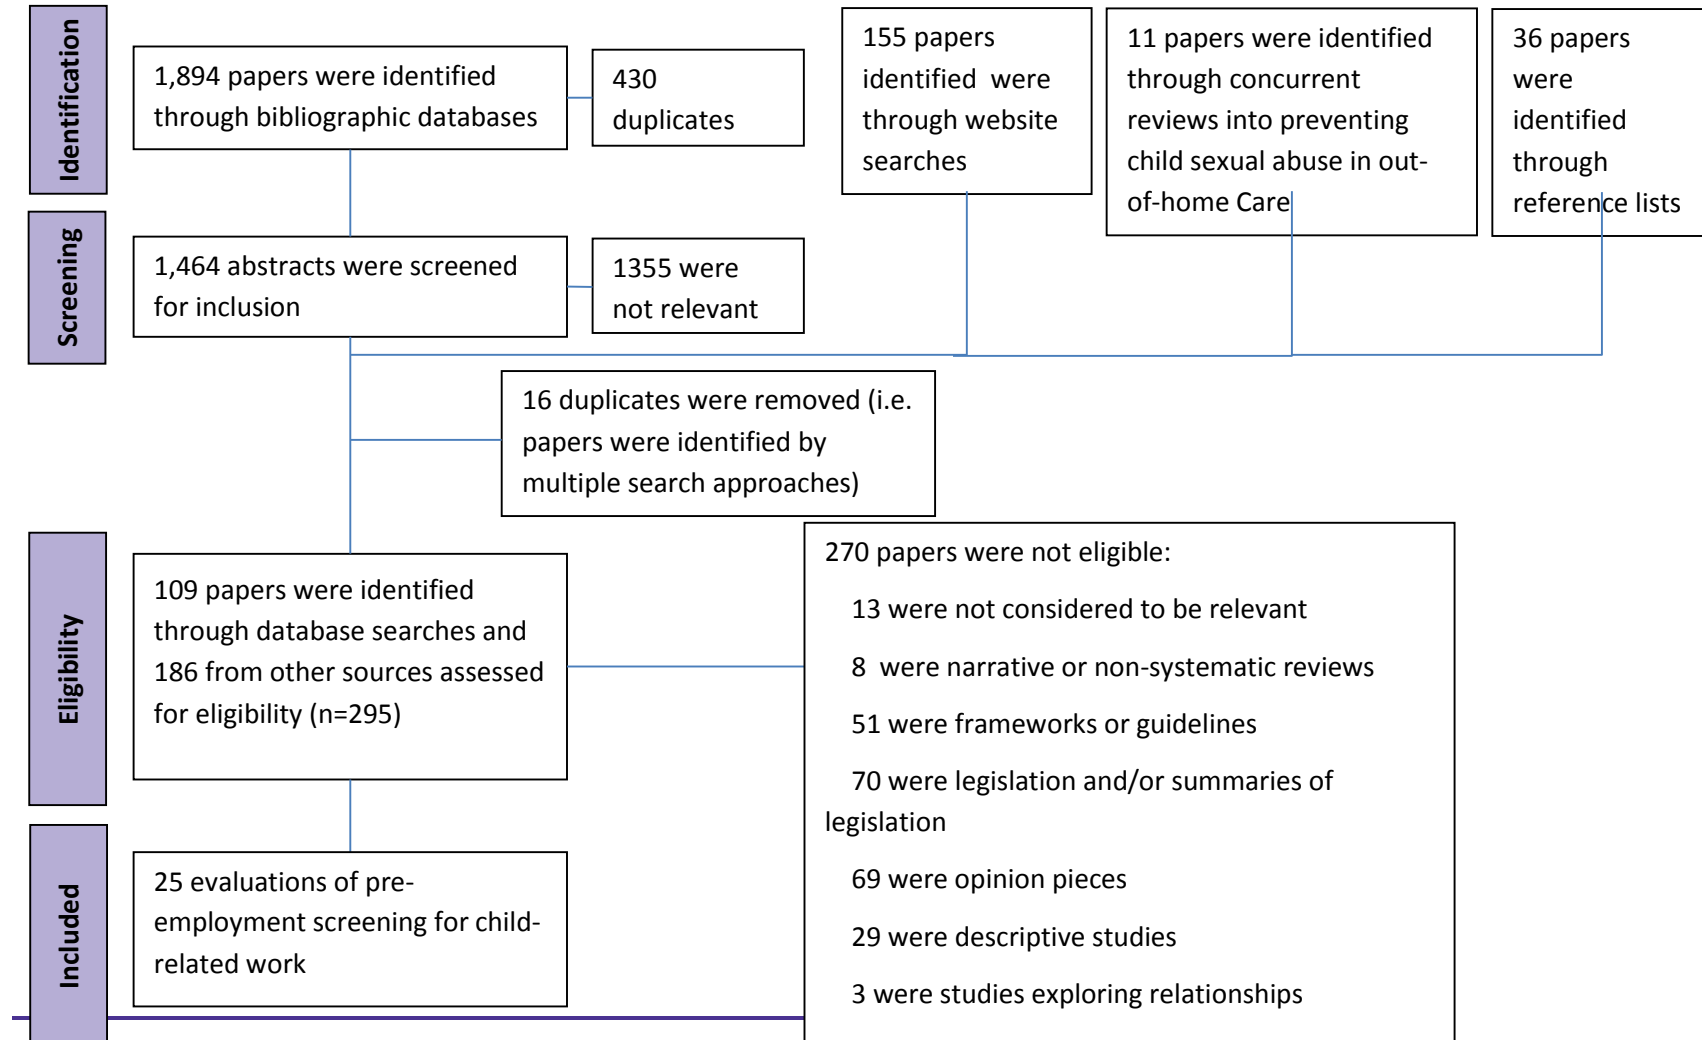 Identification
1,894 papers were identified
through bibliographic databases
430
duplicates
155 papers
identified  were
through website
searches
11 papers were identified
through concurrent
reviews into preventing
child sexual abuse in out-
of-home Care
36 papers
were
identified
through
reference lists
Screening
1,464 abstracts were screened
for inclusion
1355 were
not relevant
16 duplicates were removed (i.e.
papers were identified by
multiple search approaches)
Eligibility
109 papers were identified
through database searches and
186 from other sources assessed
for eligibility (n=295)
270 papers were not eligible:
13 were not considered to be relevant
8  were narrative or non-systematic reviews
51 were frameworks or guidelines
70 were legislation and/or summaries of
legislation
69 were opinion pieces
29 were descriptive studies
3 were studies exploring relationships
Included
25 evaluations of pre-
employment screening for child-
related work